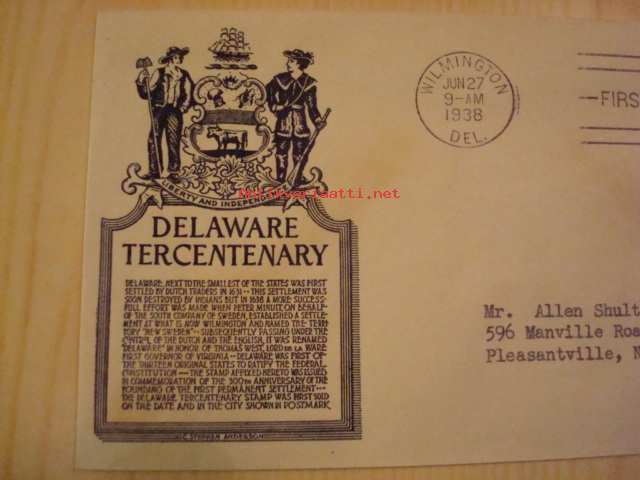 WILMINGTON
JUN 27
9-AM
1938
DEL.
FIRS
LIBERTY AND INDEPENDE
DELAWARE
TERCENTENARY
DELAWARE, NEXT TO THE SMALLEST OF THE STATES WAS FIRST
SETTLED BY DUTCH TRADERS IN 1631 -- THIS SETTLEMENT WAS
SOON DESTROYED BY INDIANS BUT IN 1638 A MORE SUCCESS-
FULL EFFORT WAS MADE WHEN PETER MINUIT, ON BEHALF
OF THE SOUTH COMPANY OF SWEDEN, ESTABLISHED A SETTLE-
MENT AT WHAT IS NOW WILMINGTON AND NAMED THE TERRI-
TORY "NEW SWEDEN" -- SUBSEQUENTLY PASSING UNDER THE
CONTROL OF THE DUTCH AND THE ENGLISH, IT WAS RENAMED
"DELAWARE" IN HONOR OF THOMAS WEST, LORD DE LA WARE
FIRST GOVERNOR OF VIRGINIA -- DELAWARE WAS FIRST OF
THE THIRTEEN ORIGINAL STATES TO RATIFY THE FEDERAL
CONSTITUTION -- THE STAMP AFFIXED HERETO WAS ISSUED
IN COMMEMORATION OF THE 300TH ANNIVERSARY OF THE
FOUNDING OF THE FIRST PERMANENT SETTLEMENT --
THE DELAWARE TERCENTENARY STAMP WAS FIRST SOLD
ON THE DATE AND IN THE CITY SHOWN IN POSTMARK
C. STEPHEN ANDERSON
Mr. Allen Shult
596 Manville Roa
Pleasantville, N